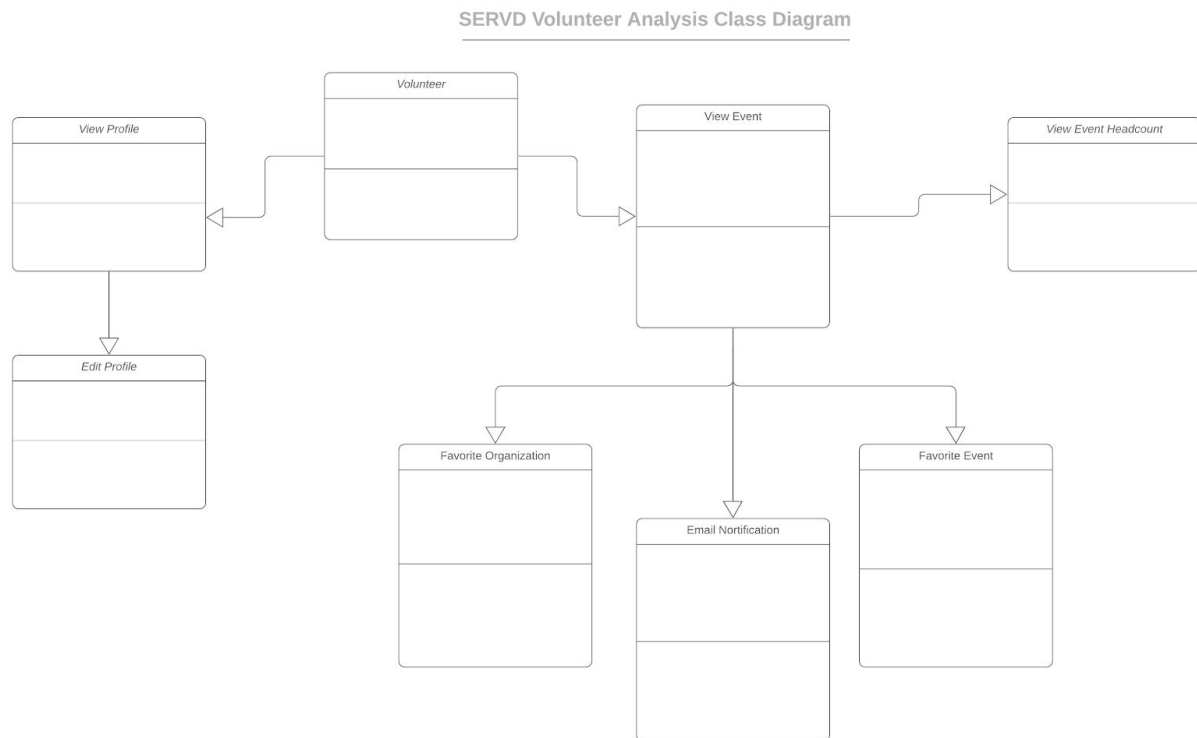 SERVD Volunteer Analysis Class Diagram
Volunteer
View Profile
View Event
View Event Headcount
Edit Profile
Favorite Organization
Favorite Event
Email Nortification